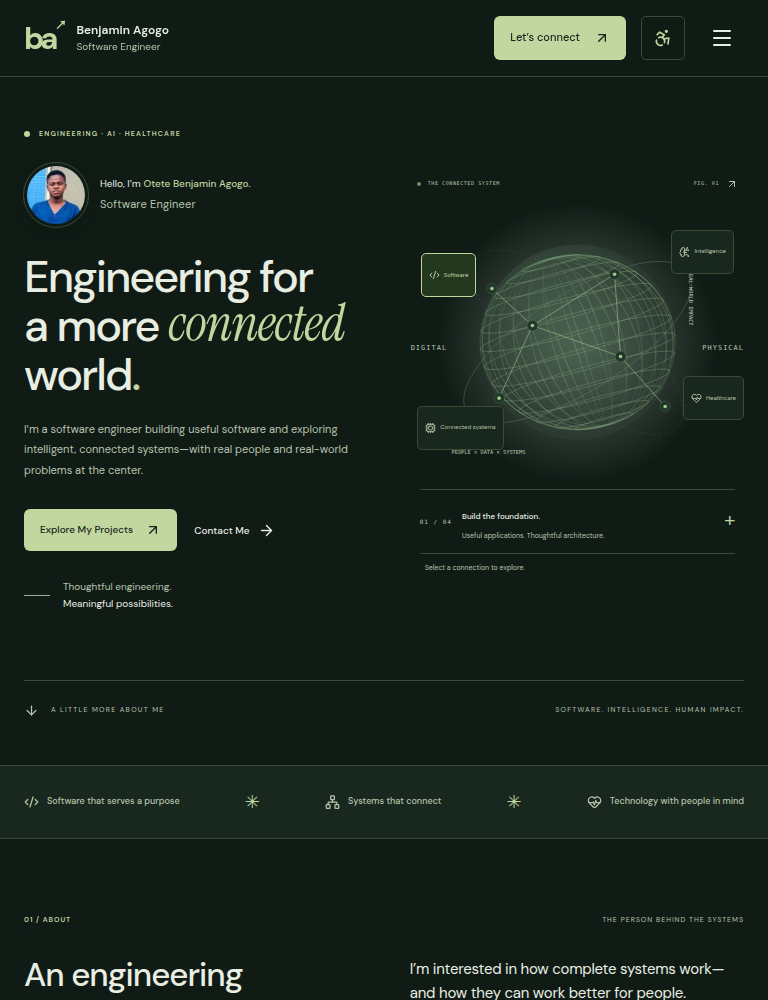 ba
Benjamin Agogo
Software Engineer
Let's connect
ENGINEERING · AI · HEALTHCARE
Hello, I'm Otete Benjamin Agogo.
Software Engineer
Engineering for
a more connected
world.
I'm a software engineer building useful software and exploring
intelligent, connected systems—with real people and real-world
problems at the center.
Explore My Projects
Contact Me
Thoughtful engineering.
Meaningful possibilities.
THE CONNECTED SYSTEM
FIG. 01
Software
Intelligence
WORLD IMPACT
DIGITAL
PHYSICAL
Healthcare
Connected systems
PEOPLE × DATA × SYSTEMS
01 / 04
Build the foundation.
Useful applications. Thoughtful architecture.
Select a connection to explore.
A LITTLE MORE ABOUT ME
SOFTWARE. INTELLIGENCE. HUMAN IMPACT.
Software that serves a purpose
Systems that connect
Technology with people in mind
01 / ABOUT
THE PERSON BEHIND THE SYSTEMS
An engineering
I'm interested in how complete systems work—
and how they can work better for people.